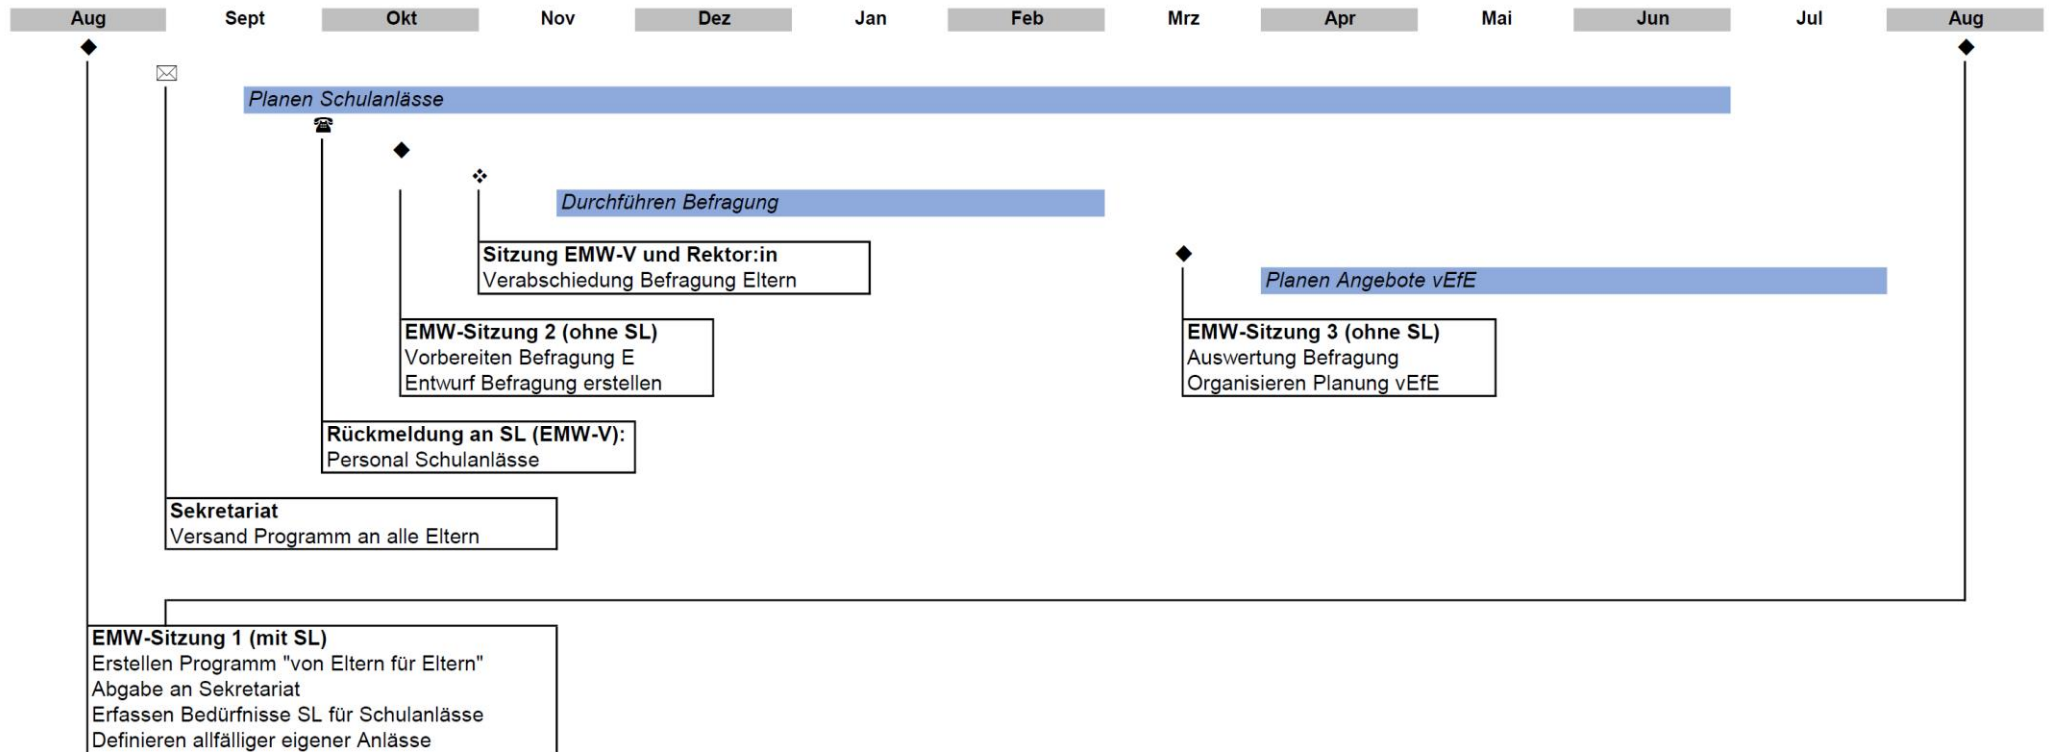 Aug Sept Okt Nov Dez Jan Feb Mrz Apr Mai Jun Jul Aug
Planen Schulanlässe
Durchführen Befragung
Sitzung EMW-V und Rektor:in
Verabschiedung Befragung Eltern
Planen Angebote vEfE
EMW-Sitzung 2 (ohne SL)
Vorbereiten Befragung E
Entwurf Befragung erstellen
EMW-Sitzung 3 (ohne SL)
Auswertung Befragung
Organisieren Planung vEfE
Rückmeldung an SL (EMW-V):
Personal Schulanlässe
Sekretariat
Versand Programm an alle Eltern
EMW-Sitzung 1 (mit SL)
Erstellen Programm "von Eltern für Eltern"
Abgabe an Sekretariat
Erfassen Bedürfnisse SL für Schulanlässe
Definieren allfälliger eigener Anlässe